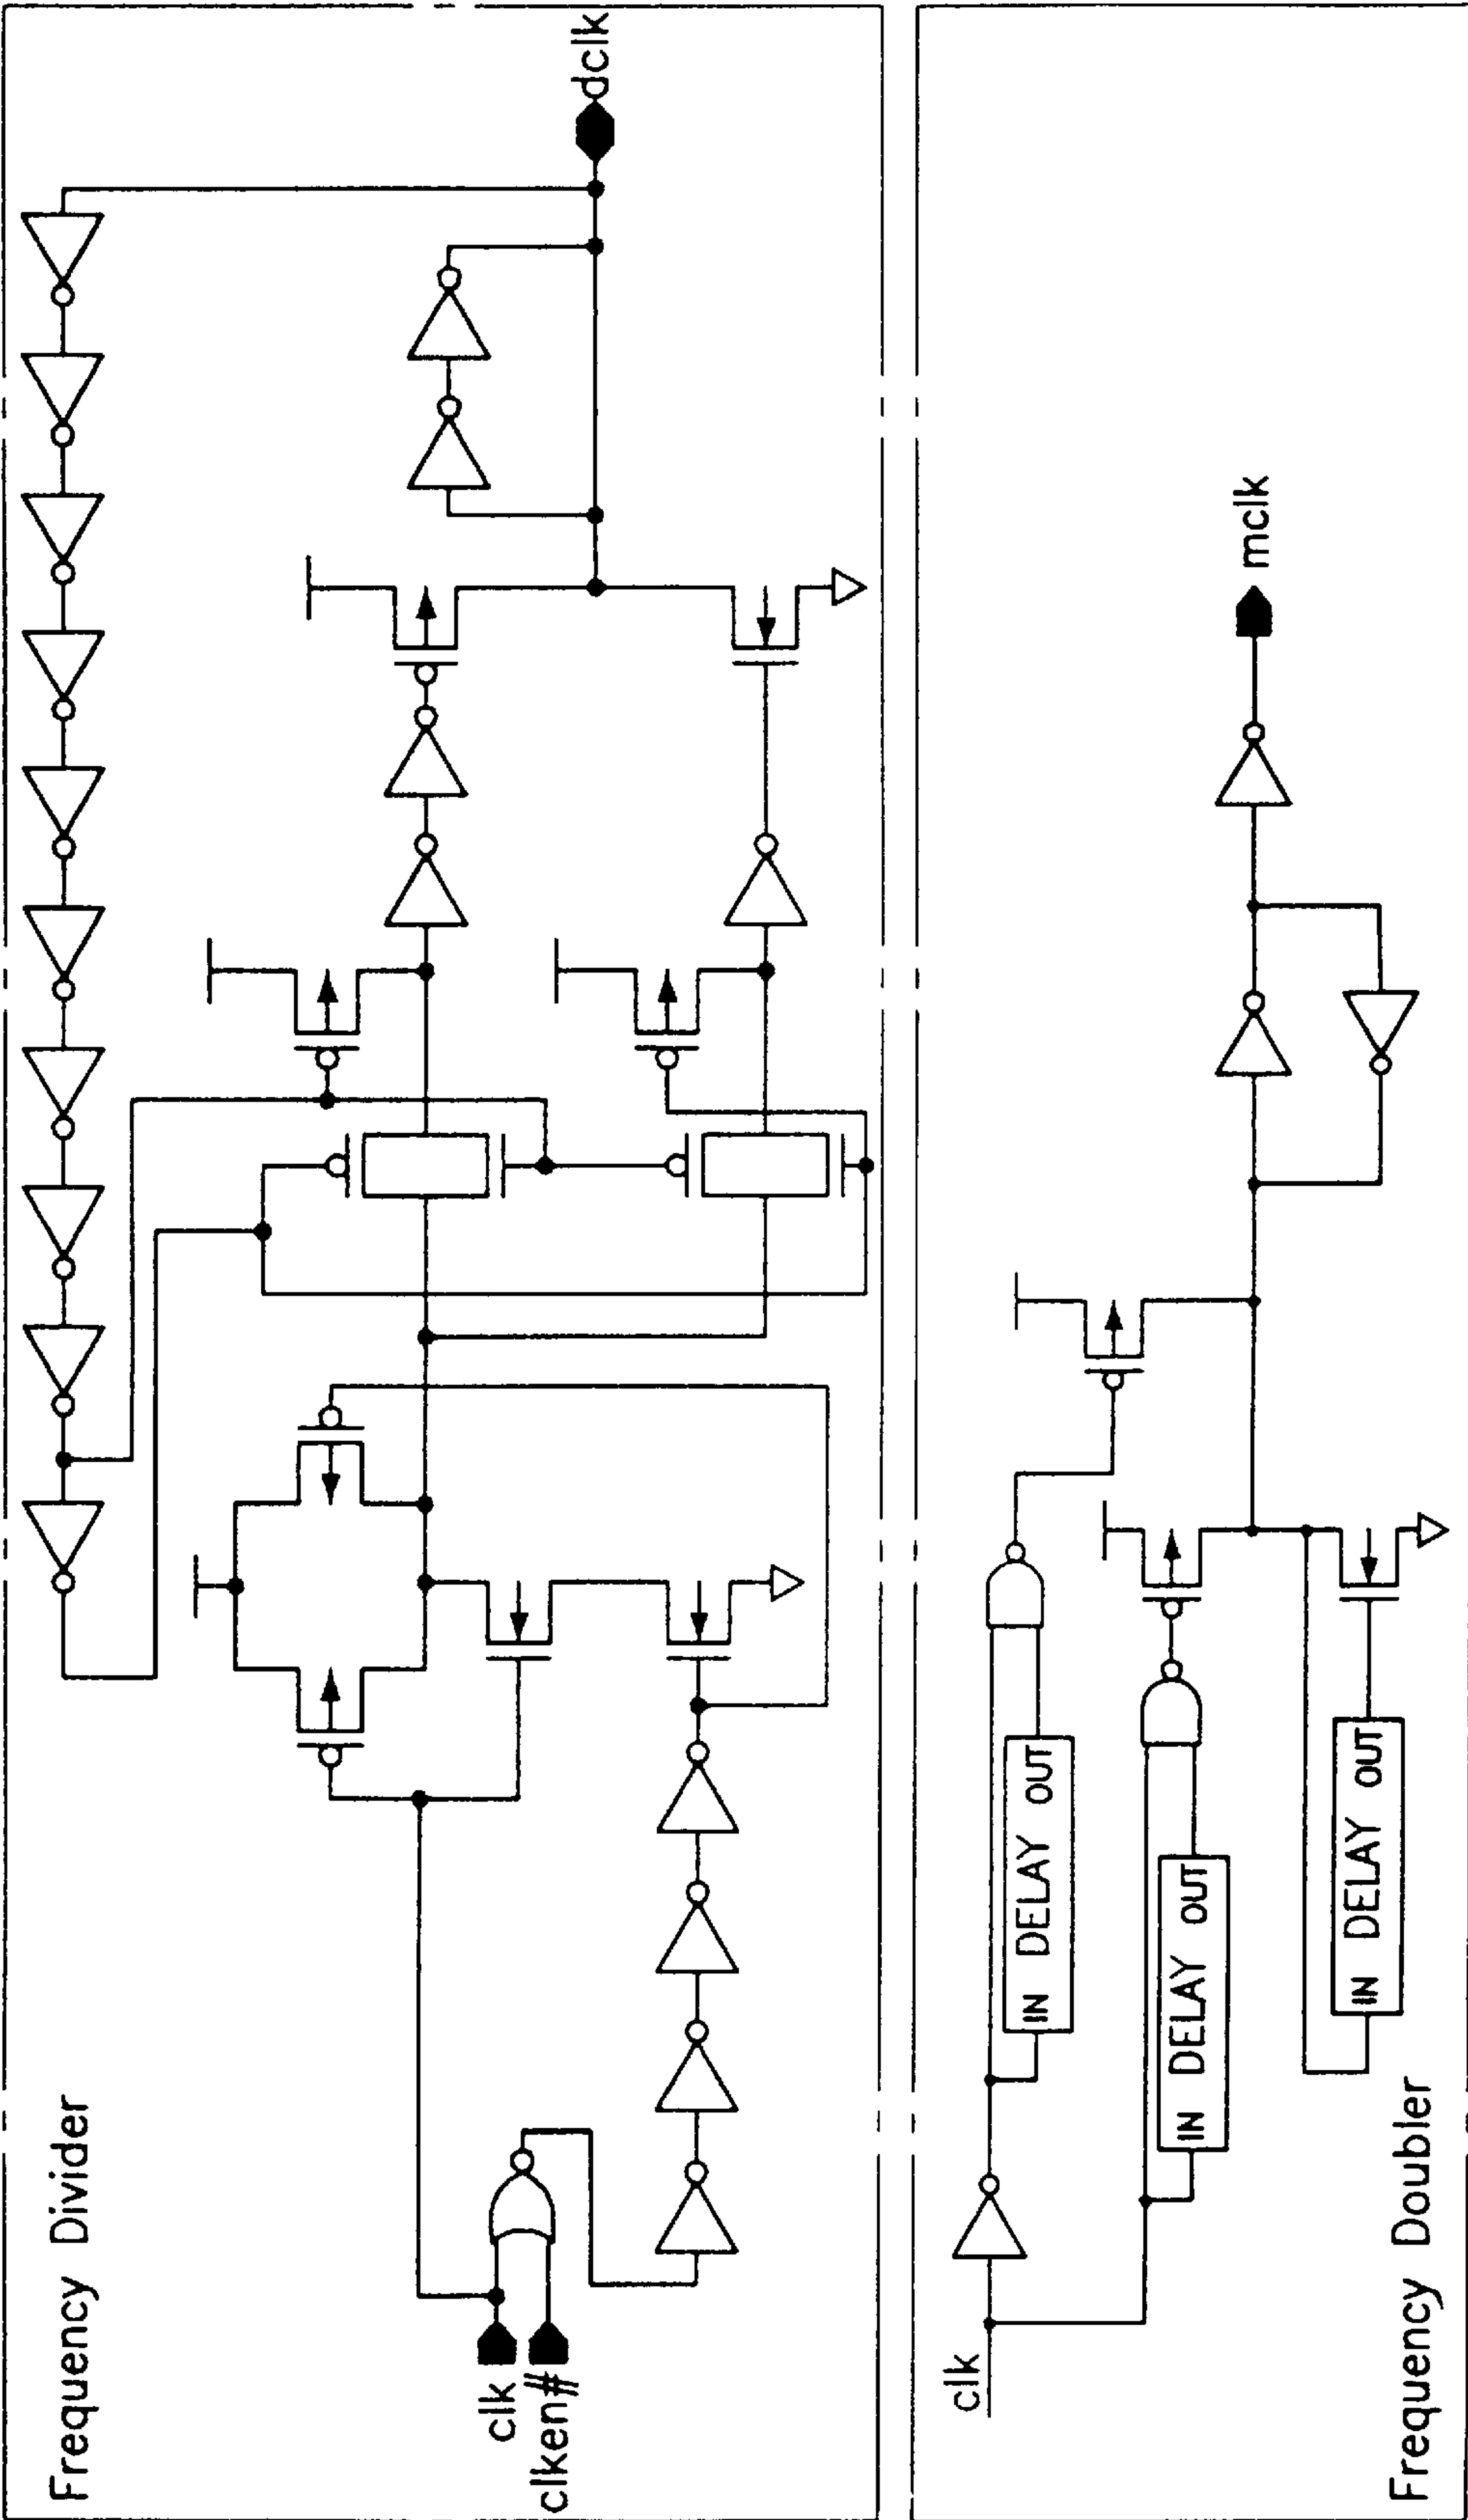 Frequency Divider
clk
clken#
dclk
Frequency Doubler
clk
IN DELAY OUT
IN DELAY OUT
IN DELAY OUT
mclk